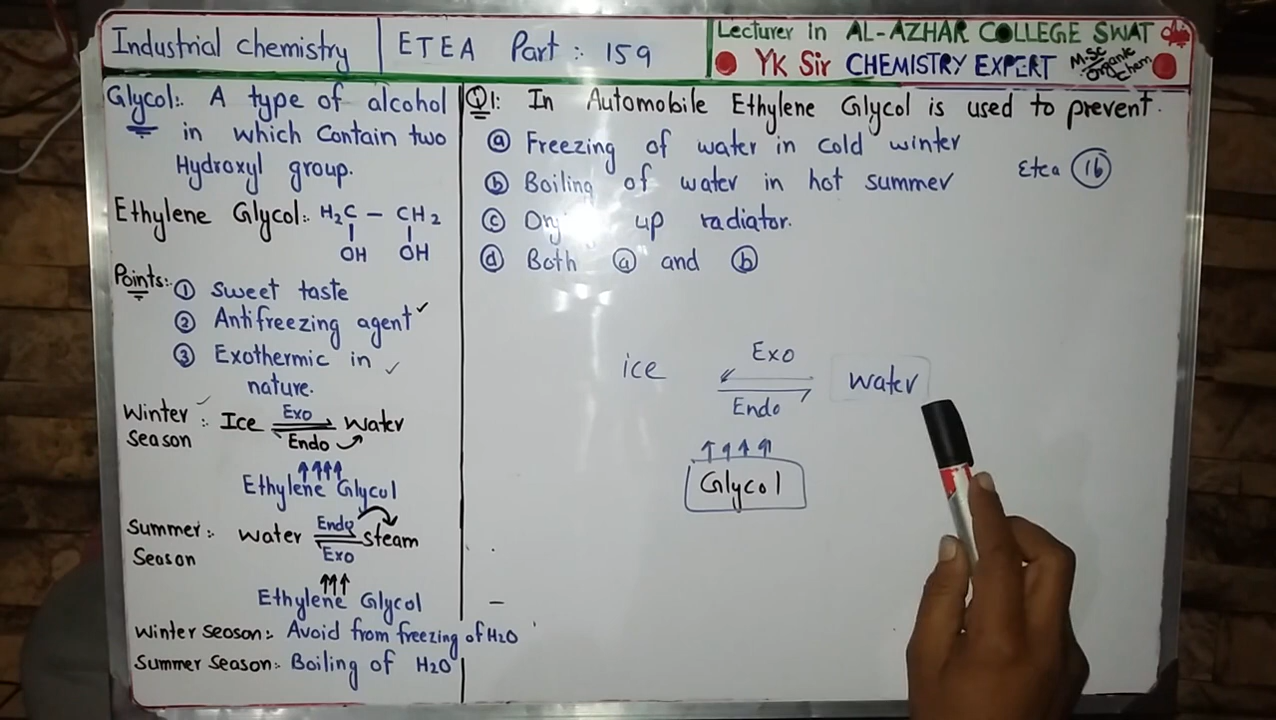 Industrial chemistry
ETEA Part : 159
Lecturer in AL-AZHAR COLLEGE SWAT
YK Sir CHEMISTRY EXPERT
M.Sc
Organic
Chem
Glycol:. A type of alcohol
in which contain two
Hydroxyl group.
Ethylene Glycol:. H₂C – CH₂
OH OH
Points:-
① Sweet taste
② Antifreezing agent ✓
③ Exothermic in ✓
nature.
Winter ✓ : Ice Exo Water
Season Endo
↑↑↑↑
Ethylene Glycol
Summer:. Water Endo steam
Season Exo
↑↑↑
Ethylene Glycol
Winter season:. Avoid from freezing of H₂O
Summer season:. Boiling of H₂O
Q1: In Automobile Ethylene Glycol is used to prevent.
ⓐ Freezing of water in cold winter
Etea 16
ⓑ Boiling of water in hot summer
ⓒ up radiator.
ⓓ Both ⓐ and ⓑ
ice Exo water
Endo
↑↑↑↑
Glycol